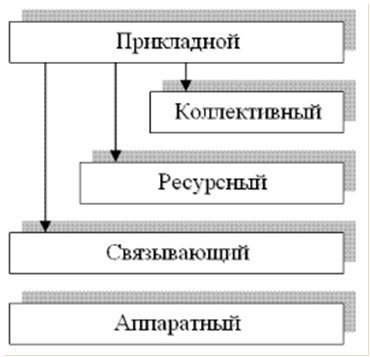 Прикладной
Коллективный
Ресурсный
Связывающий
Аппаратный